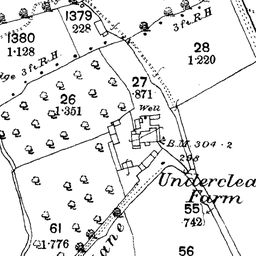 1379
228
1380
1·128
3 ft. R.H.
3 ft. R.H.
28
1·220
27
·871
Well
26
1·351
B.M. 304·2
298
Underclea
Farm
55
·742
61
1·776
ane
56